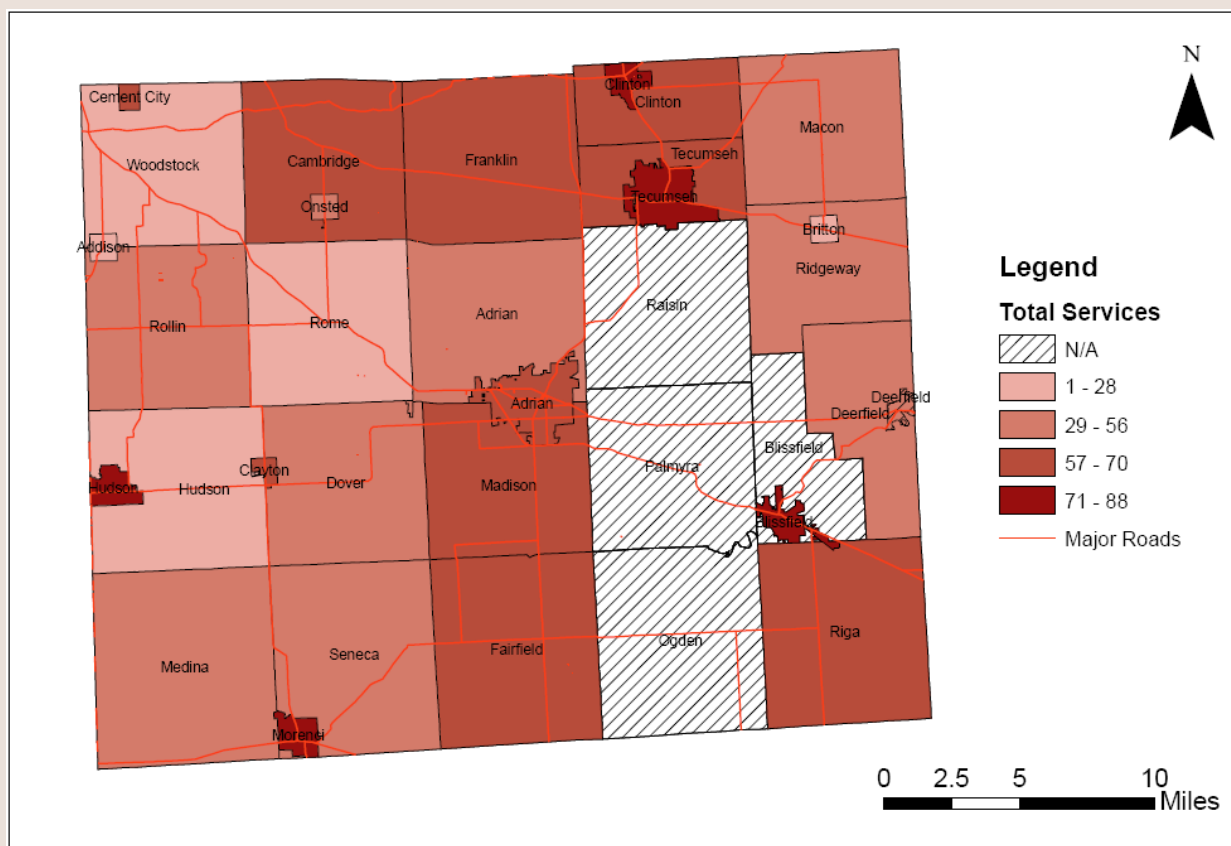 N
Clinton
Clinton
Cement City
Macon
Tecumseh
Woodstock
Cambridge
Franklin
Tecumseh
Onsted
Britton
Addison
Ridgeway
Raisin
Adrian
Rollin
Rome
Deerfield
Adrian
Deerfield
Blissfield
Clayton
Palmyra
Dover
Madison
Hudson
Hudson
Blissfield
Riga
Ogden
Fairfield
Seneca
Medina
Morenci
Legend
Total Services
N/A
1 - 28
29 - 56
57 - 70
71 - 88
Major Roads
0 2.5 5 10
Miles